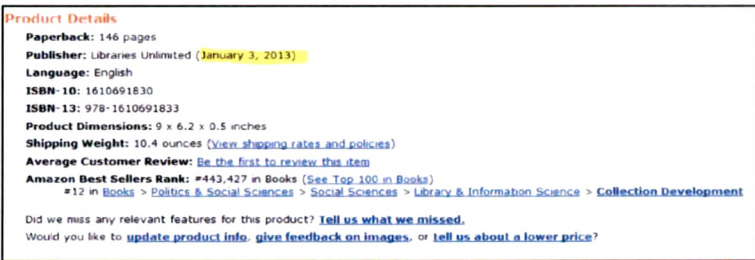 Product Details
Paperback: 146 pages
Publisher: Libraries Unlimited (January 3, 2013)
Language: English
ISBN-10: 1610691830
ISBN-13: 978-1610691833
Product Dimensions: 9 x 6.2 x 0.5 inches
Shipping Weight: 10.4 ounces (View shipping rates and policies)
Average Customer Review: Be the first to review this item
Amazon Best Sellers Rank: #443,427 in Books (See Top 100 in Books)
#12 in Books > Politics & Social Sciences > Social Sciences > Library & Information Science > Collection Development
Did we miss any relevant features for this product? Tell us what we missed.
Would you like to update product info, give feedback on images, or tell us about a lower price?